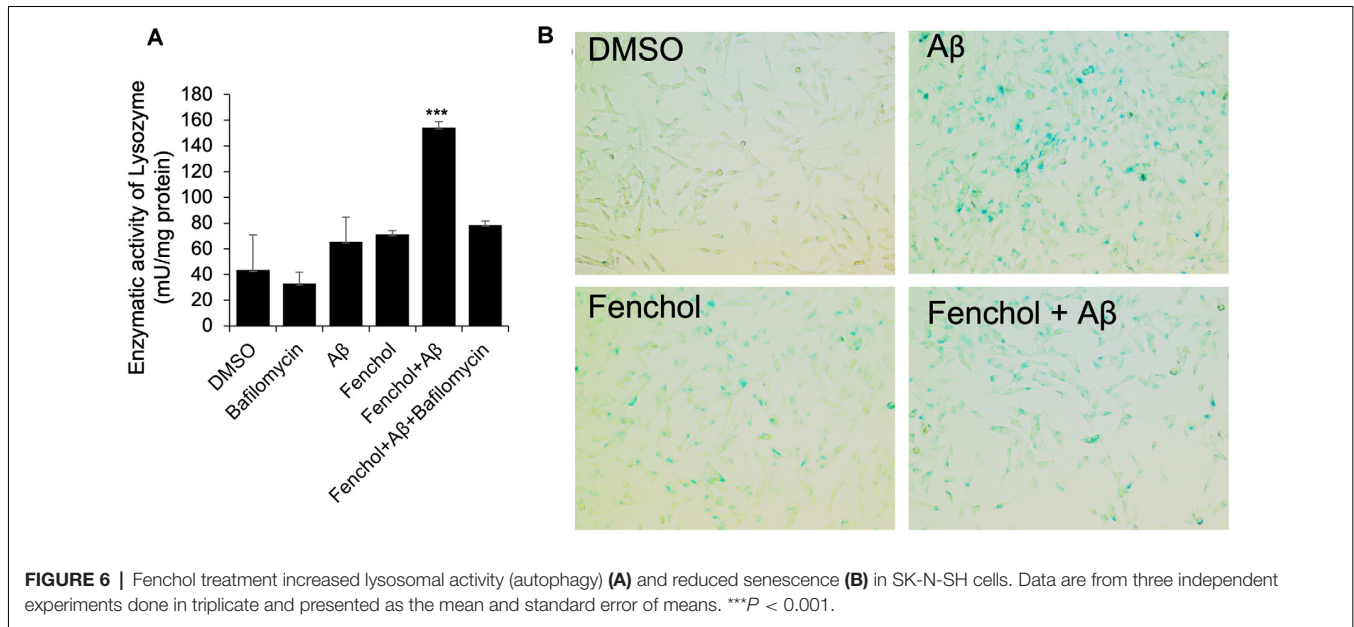 A
Enzymatic activity of Lysozyme
(mU/mg protein)
180
160
140
120
100
80
60
40
20
0
***
DMSO
Bafilomycin
Aβ
Fenchol
Fenchol+Aβ
Fenchol+Aβ+Bafilomycin
B
DMSO
Aβ
Fenchol
Fenchol + Aβ
FIGURE 6 | Fenchol treatment increased lysosomal activity (autophagy) (A) and reduced senescence (B) in SK-N-SH cells. Data are from three independent
experiments done in triplicate and presented as the mean and standard error of means. ***P < 0.001.